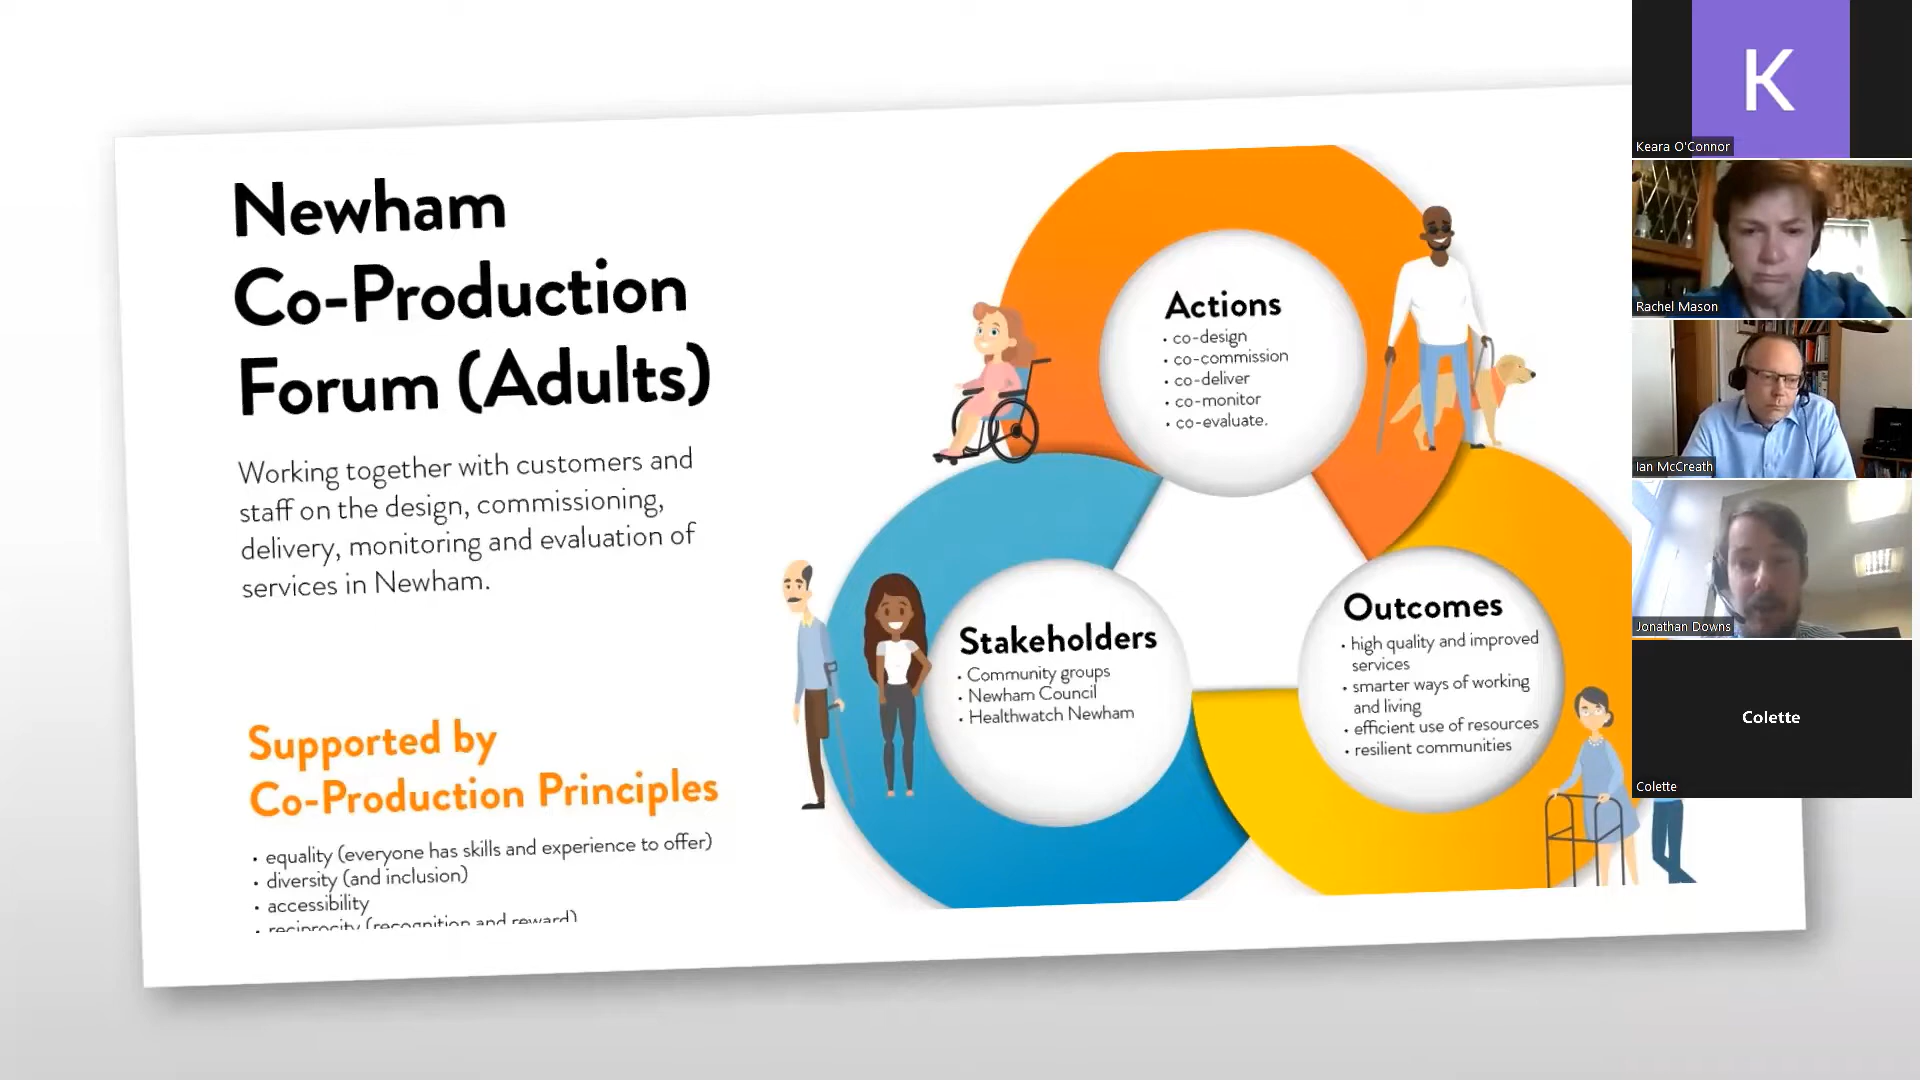 Newham
Co-Production
Forum (Adults)
Working together with customers and
staff on the design, commissioning,
delivery, monitoring and evaluation of
services in Newham.
Supported by
Co-Production Principles
• equality (everyone has skills and experience to offer)
• diversity (and inclusion)
• accessibility
• reciprocity (recognition and reward)
Actions
• co-design
• co-commission
• co-deliver
• co-monitor
• co-evaluate.
Stakeholders
• Community groups
• Newham Council
• Healthwatch Newham
Outcomes
• high quality and improved
services
• smarter ways of working
and living
• efficient use of resources
• resilient communities
K
Keara O'Connor
Rachel Mason
Ian McCreath
Jonathan Downs
Colette
Colette